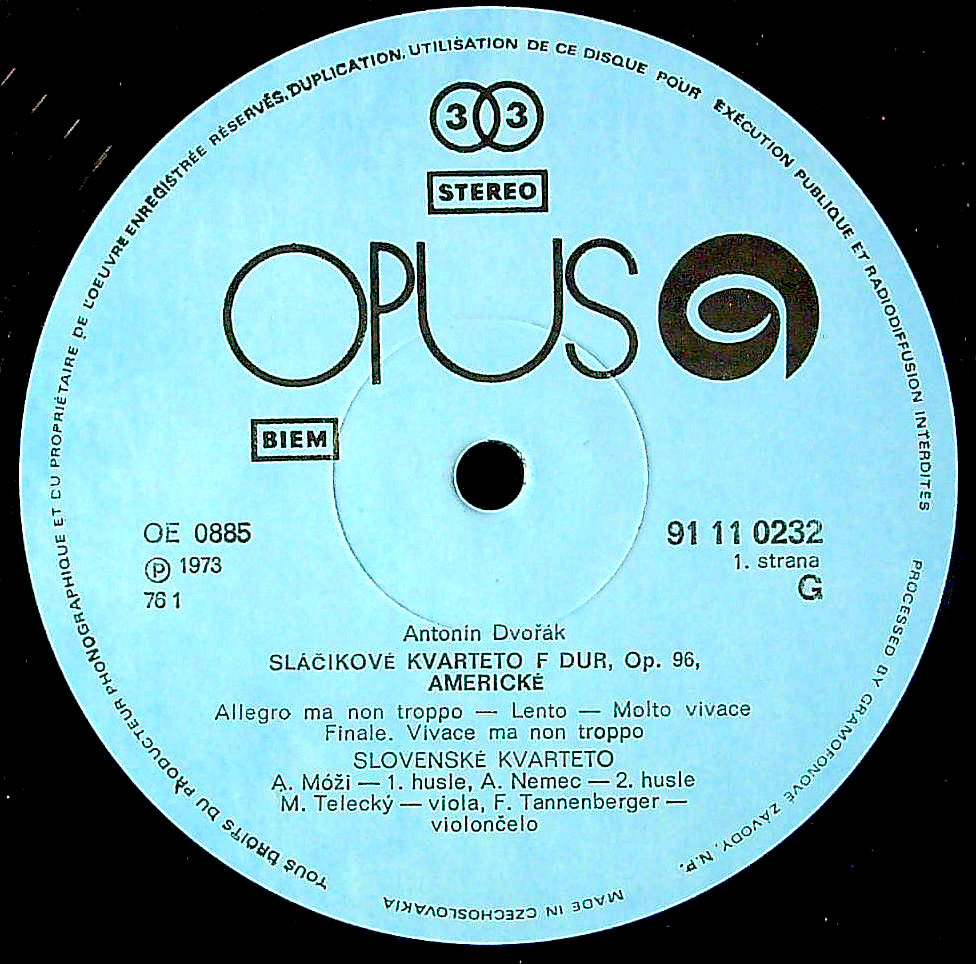 TOUS DROITS DU PRODUCTEUR PHONOGRAPHIQUE ET DU PROPRIÉTAIRE DE L'OEUVRE ENREGISTRÉE RÉSERVÉS. DUPLICATION, UTILISATION DE CE DISQUE POUR EXÉCUTION PUBLIQUE ET RADIODIFFUSION INTERDITES
33
STEREO
OPUS
BIEM
OE 0885
℗ 1973
76 1
91 11 0232
1. strana
G
Antonín Dvořák
SLÁČIKOVÉ KVARTETO F DUR, Op. 96,
AMERICKÉ
Allegro ma non troppo — Lento — Molto vivace
Finale. Vivace ma non troppo
SLOVENSKÉ KVARTETO
A. Móži — 1. husle, A. Nemec — 2. husle
M. Telecký — viola, F. Tannenberger —
violončelo
PROCESSED BY GRAMOFONOVÉ ZÁVODY, N.P.
MADE IN CZECHOSLOVAKIA